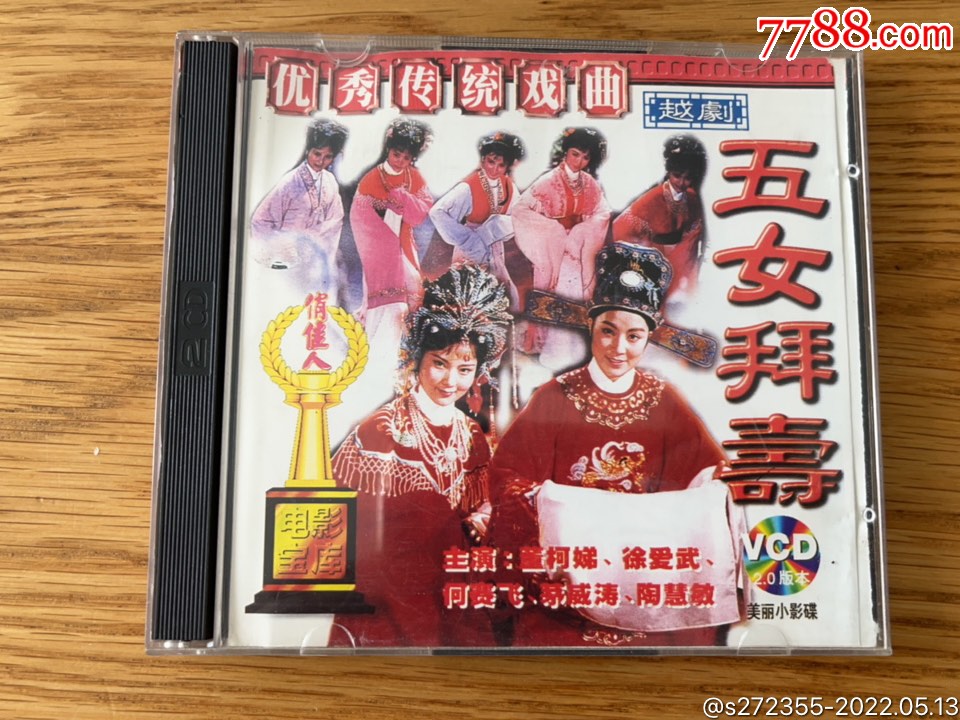 7788.com
优秀传统戏曲
越劇
五女拜壽
俏佳人
电影
宝库
2CD
主演：董柯娣、徐爱武、
何赛飞、茅威涛、陶慧敏
VCD
2.0版本
美丽小影碟
@s272355-2022.05.13